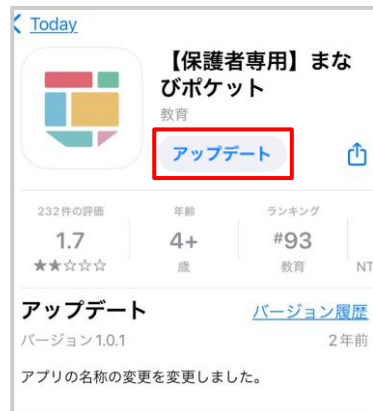 Today
【保護者専用】まな
びポケット
教育
アップデート
232件の評価
1.7
★★☆☆☆
年齢
4+
歳
ランキング
#93
教育
NT
アップデート
バージョン履歴
バージョン 1.0.1
2年前
アプリの名称の変更を変更しました。